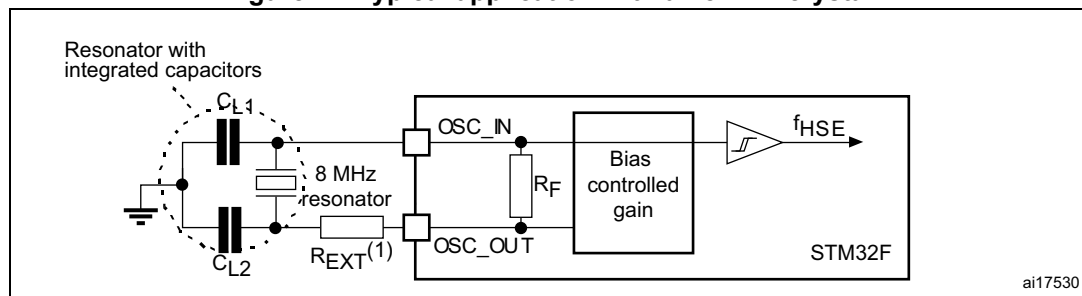 Resonator with
integrated capacitors
CL1
OSC_IN
fHSE
8 MHz
resonator
RF
Bias
controlled
gain
REXT(1)
OSC_OUT
STM32F
CL2
ai17530